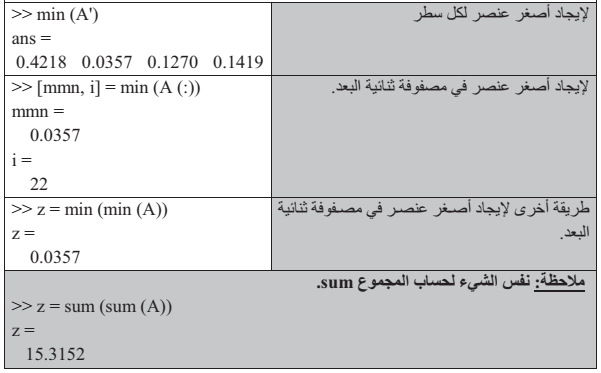 >> min (A')
ans =
0.4218 0.0357 0.1270 0.1419
لإيجاد أصغر عنصر لكل سطر
>> [mmn, i] = min (A (:))
mmn =
0.0357
i =
22
لإيجاد أصغر عنصر في مصفوفة ثنائية البعد.
>> z = min (min (A))
z =
0.0357
طريقة أخرى لإيجاد أصغر عنصر في مصفوفة ثنائية
البعد.
ملاحظة: نفس الشيء لحساب المجموع sum.
>> z = sum (sum (A))
z =
15.3152